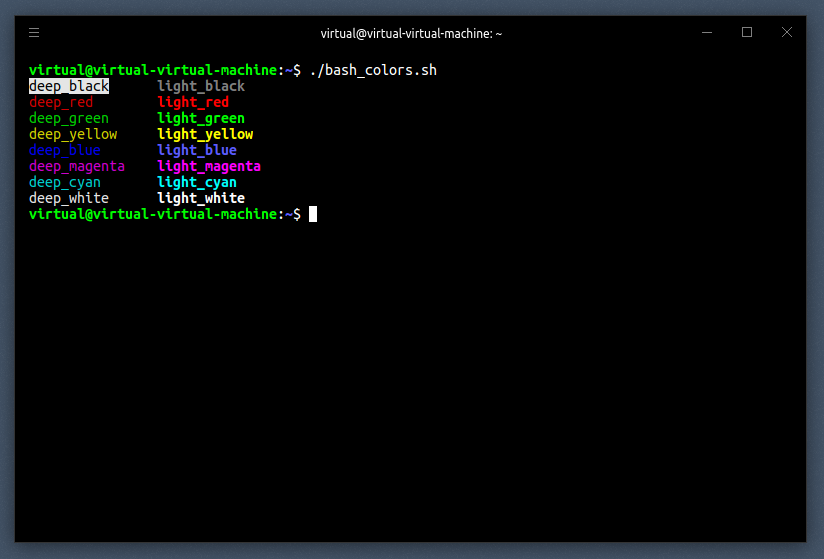 virtual@virtual-virtual-machine: ~
virtual@virtual-virtual-machine:~$ ./bash_colors.sh
deep_black light_black
deep_red light_red
deep_green light_green
deep_yellow light_yellow
deep_blue light_blue
deep_magenta light_magenta
deep_cyan light_cyan
deep_white light_white
virtual@virtual-virtual-machine:~$